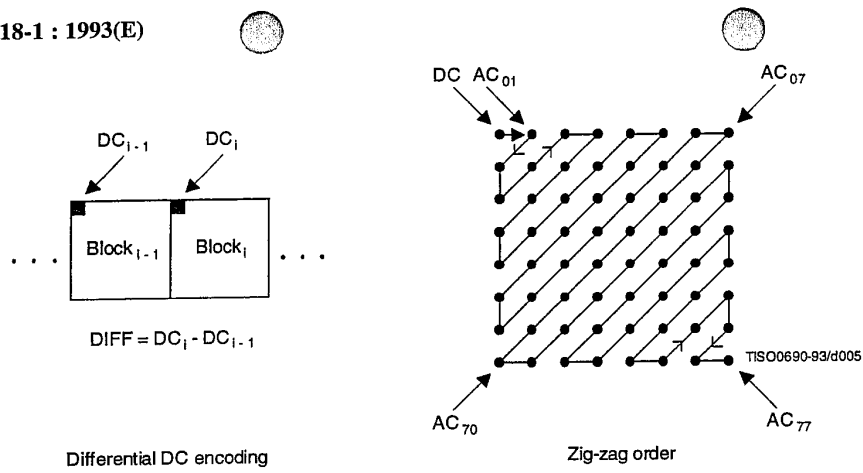 18-1 : 1993(E)
DC AC01
AC07
DCi - 1
DCi
. . . Blocki - 1 Blocki . . .
DIFF = DCi - DCi - 1
TISO0690-93/d005
AC70
AC77
Differential DC encoding
Zig-zag order